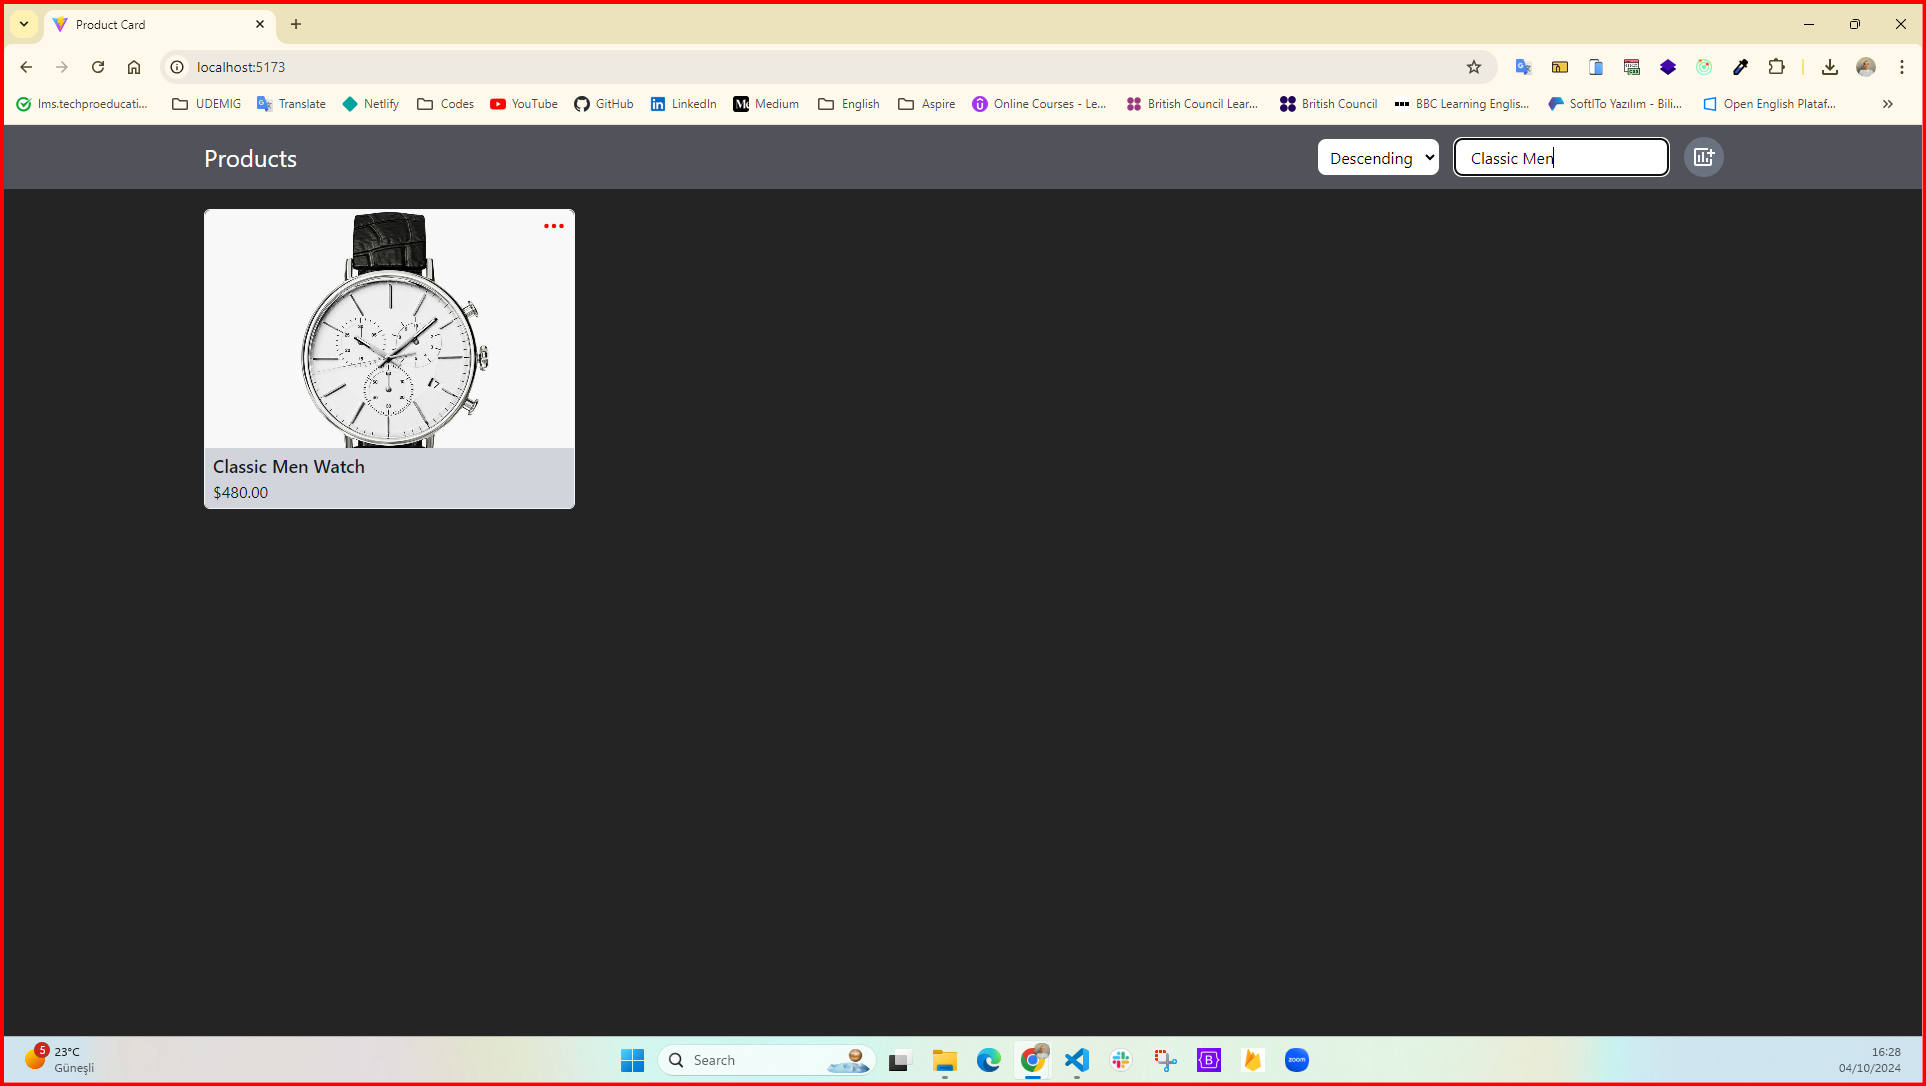 Product Card
localhost:5173
lms.techproeducati...
UDEMIG
Translate
Netlify
Codes
YouTube
GitHub
LinkedIn
Medium
English
Aspire
Online Courses - Le...
British Council Lear...
British Council
BBC Learning Englis...
SoftITo Yazılım - Bili...
Open English Plataf...
Products
Descending
Classic Men
Classic Men Watch
$480.00
5
23°C
Güneşli
Search
zoom
16:28
04/10/2024